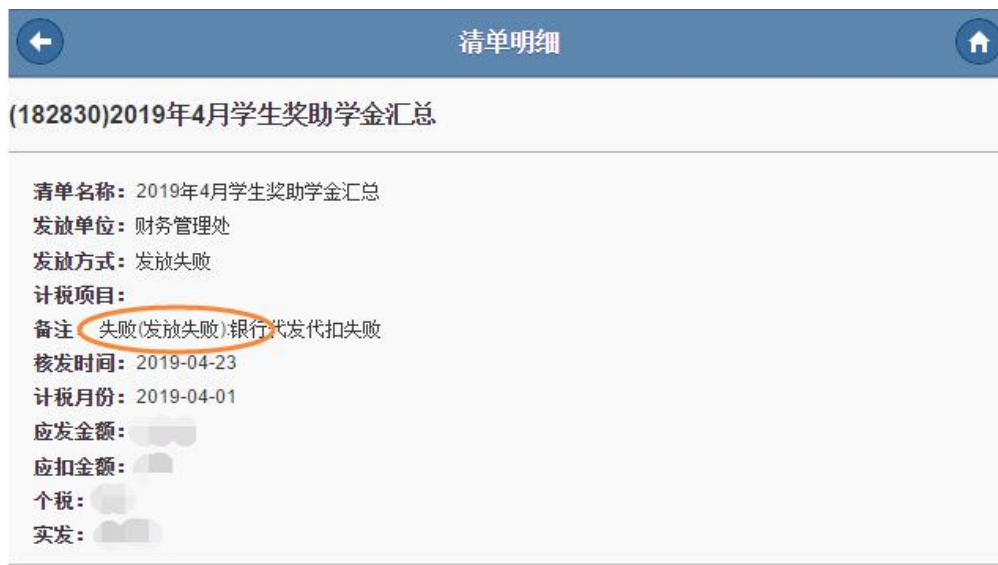 清单明细
(182830)2019年4月学生奖助学金汇总
清单名称：2019年4月学生奖助学金汇总
发放单位：财务管理处
发放方式：发放失败
计税项目：
备注：失败(发放失败):银行代发代扣失败
核发时间：2019-04-23
计税月份：2019-04-01
应发金额：
应扣金额：
个税：
实发：